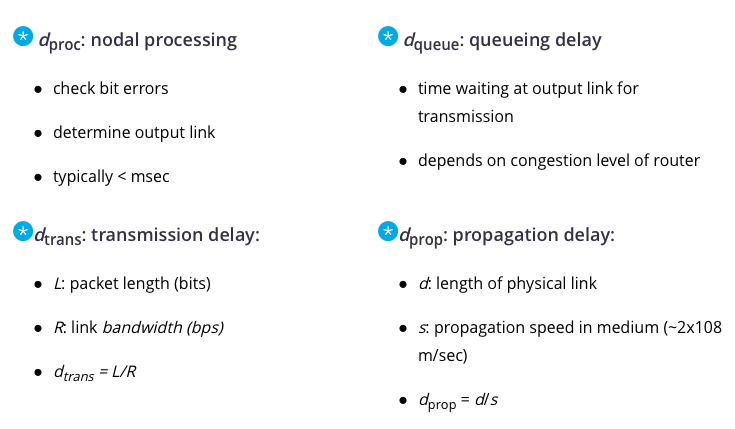 * dproc: nodal processing
• check bit errors
• determine output link
• typically < msec
* dqueue: queueing delay
• time waiting at output link for
transmission
• depends on congestion level of router
* dtrans: transmission delay:
• L: packet length (bits)
• R: link bandwidth (bps)
• dtrans = L/R
* dprop: propagation delay:
• d: length of physical link
• s: propagation speed in medium (~2x108
m/sec)
• dprop = d/s